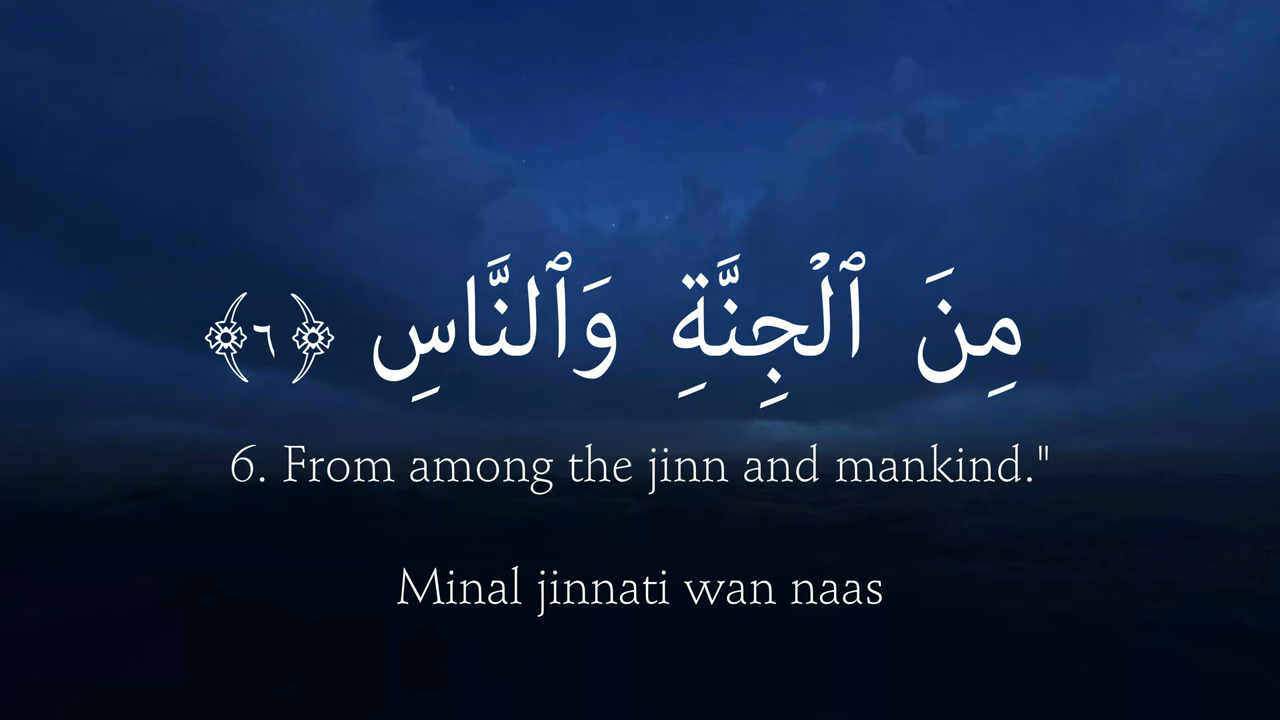 مِنَ ٱلْجِنَّةِ وَٱلنَّاسِ ﴿٦﴾
6. From among the jinn and mankind."
Minal jinnati wan naas